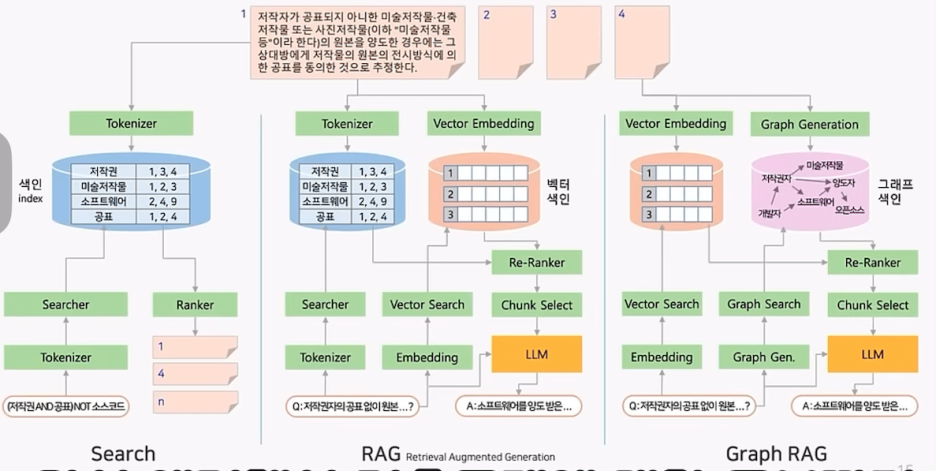 1
저작자가 공표되지 아니한 미술저작물·건축
저작물 또는 사진저작물(이하 "미술저작물
등"이라 한다)의 원본을 양도한 경우에는 그
상대방에게 저작물의 원본의 전시방식에 의
한 공표를 동의한 것으로 추정한다.
2
3
4
Tokenizer
색인
index
저작권 1, 3, 4
미술저작물 1, 2, 3
소프트웨어 2, 4, 9
공표 1, 2, 4
Searcher
Ranker
Tokenizer
1
4
n
(저작권 AND 공표) NOT 소스코드
Search
Tokenizer
Vector Embedding
저작권 1, 3, 4
미술저작물 1, 2, 3
소프트웨어 2, 4, 9
공표 1, 2, 4
1
2
3
벡터
색인
Re-Ranker
Searcher
Vector Search
Chunk Select
Tokenizer
Embedding
LLM
Q: 저작권자의 공표 없이 원본...?
A: 소프트웨어를 양도 받은...
RAG Retrieval Augmented Generation
Vector Embedding
Graph Generation
1
2
3
미술저작물
저작권자
양도자
소프트웨어
개발자
오픈소스
그래프
색인
Re-Ranker
Vector Search
Graph Search
Chunk Select
Embedding
Graph Gen.
LLM
Q: 저작권자의 공표 없이 원본...?
A: 소프트웨어를 양도 받은...
Graph RAG
15